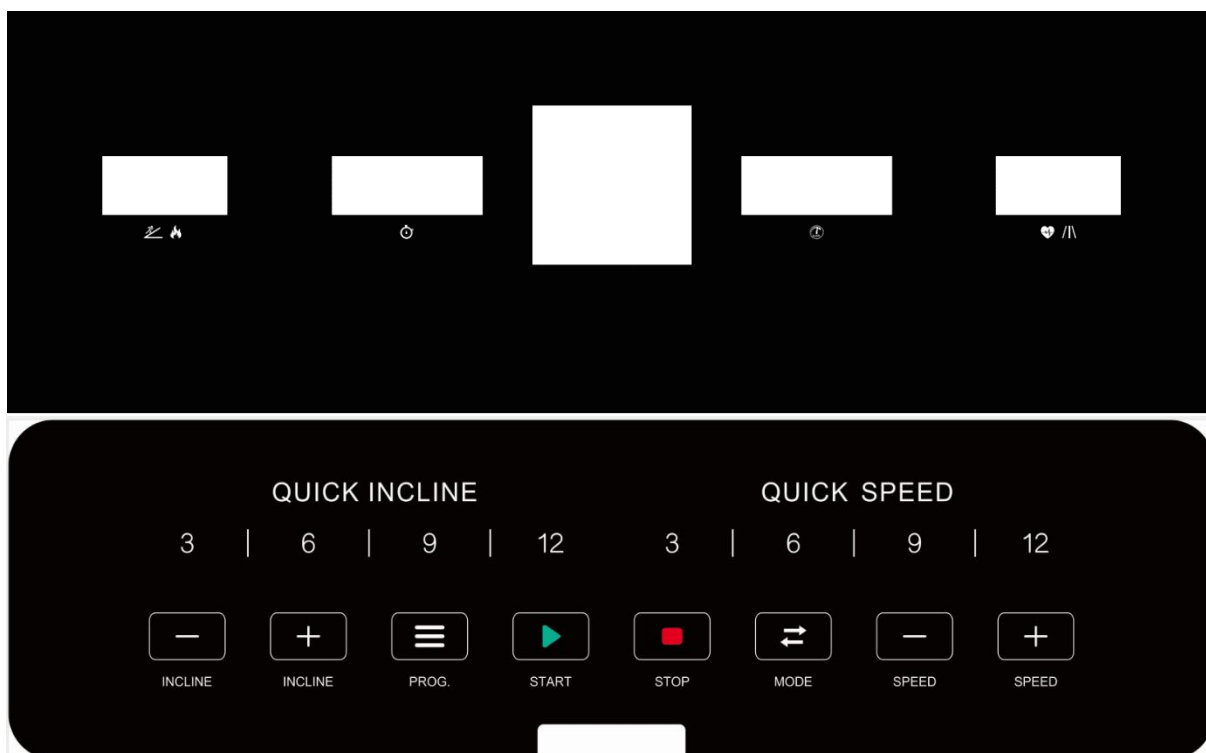 QUICK INCLINE QUICK SPEED
3 | 6 | 9 | 12 3 | 6 | 9 | 12
INCLINE INCLINE PROG. START STOP MODE SPEED SPEED